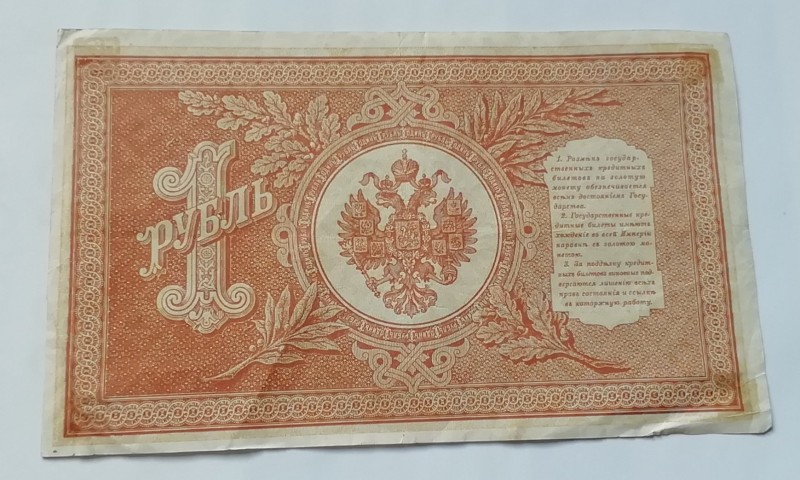 1
РУБЛЬ
1. Размѣнъ государ-
ственныхъ кредитныхъ
билетовъ на золотую
монету обезпечивается
всѣмъ достояніемъ Госу-
дарства.
2. Государственные кре-
дитные билеты имѣютъ
хожденіе во всей Имперіи
наравнѣ съ золотою мо-
нетою.
3. За поддѣлку кредит-
ныхъ билетовъ виновные под-
вергаются лишенію всѣхъ
правъ состоянія и ссылкѣ
въ каторжную работу.